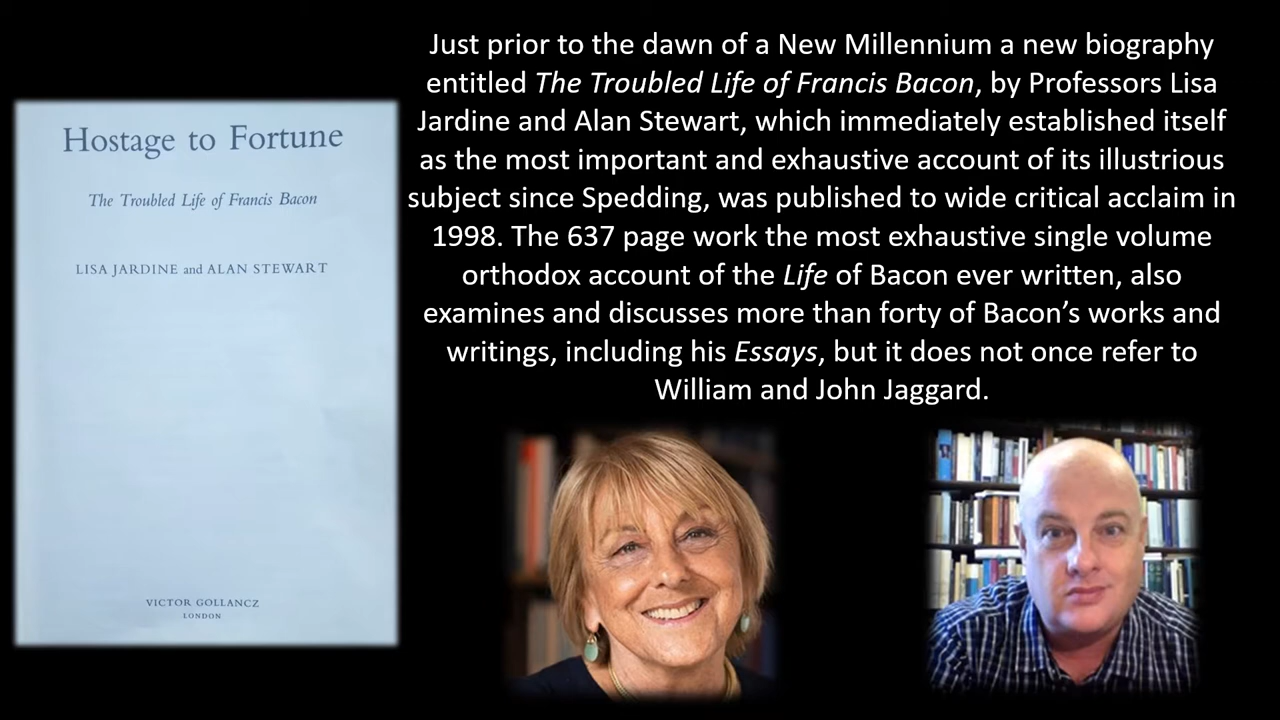 Just prior to the dawn of a New Millennium a new biography
entitled The Troubled Life of Francis Bacon, by Professors Lisa
Jardine and Alan Stewart, which immediately established itself
as the most important and exhaustive account of its illustrious
subject since Spedding, was published to wide critical acclaim in
1998. The 637 page work the most exhaustive single volume
orthodox account of the Life of Bacon ever written, also
examines and discusses more than forty of Bacon’s works and
writings, including his Essays, but it does not once refer to
William and John Jaggard.
Hostage to Fortune
The Troubled Life of Francis Bacon
LISA JARDINE and ALAN STEWART
VICTOR GOLLANCZ
LONDON